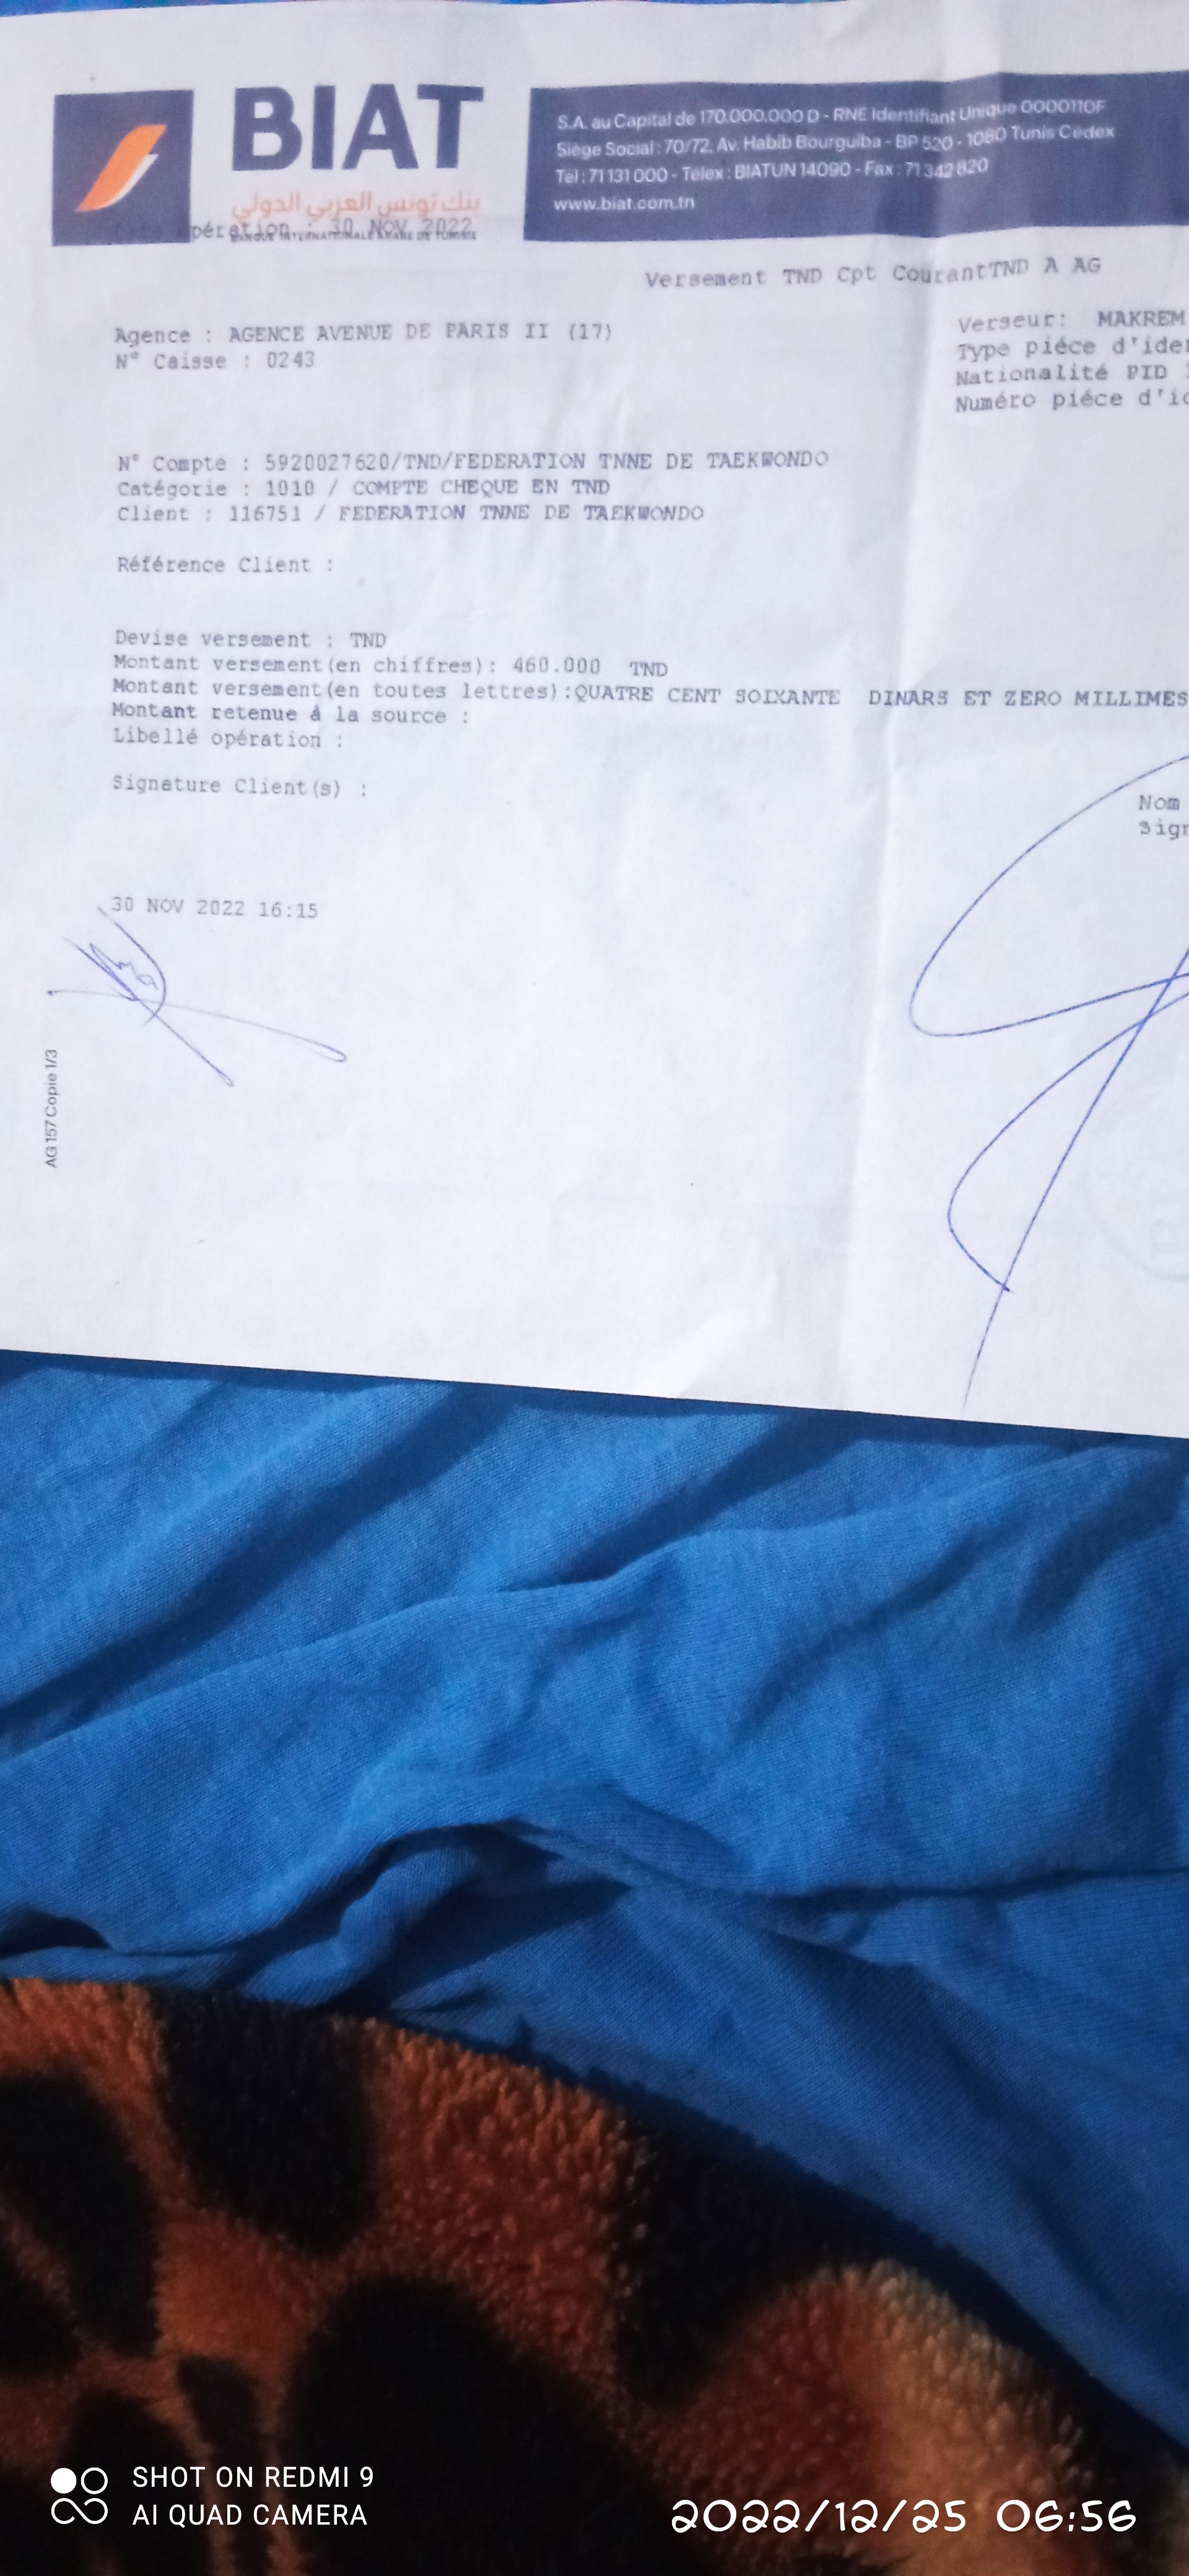 BIAT
بنك تونس العربي الدولي
BANQUE INTERNATIONALE ARABE DE TUNISIE
S.A. au Capital de 170.000.000 D - RNE Identifiant Unique 0000110F
Siège Social : 70/72, Av. Habib Bourguiba - BP 520 - 1080 Tunis Cedex
Tel : 71 131 000 - Télex : BIATUN 14090 - Fax : 71 342 820
www.biat.com.tn
opération : 30 NOV 2022
Versement TND Cpt CourantTND A AG
Agence : AGENCE AVENUE DE PARIS II (17)
N° Caisse : 0243
Verseur: MAKREM
Type piéce d'iden
Nationalité PID
Numéro piéce d'id
N° Compte : 5920027620/TND/FEDERATION TNNE DE TAEKWONDO
Catégorie : 1010 / COMPTE CHEQUE EN TND
Client : 116751 / FEDERATION TNNE DE TAEKWONDO
Référence Client :
Devise versement : TND
Montant versement(en chiffres): 460.000 TND
Montant versement(en toutes lettres):QUATRE CENT SOIXANTE DINARS ET ZERO MILLIMES
Montant retenue á la source :
Libellé opération :
Signature Client(s) :
Nom
Sign
30 NOV 2022 16:15
AG 157 Copie 1/3
SHOT ON REDMI 9
AI QUAD CAMERA
2022/12/25 06:56